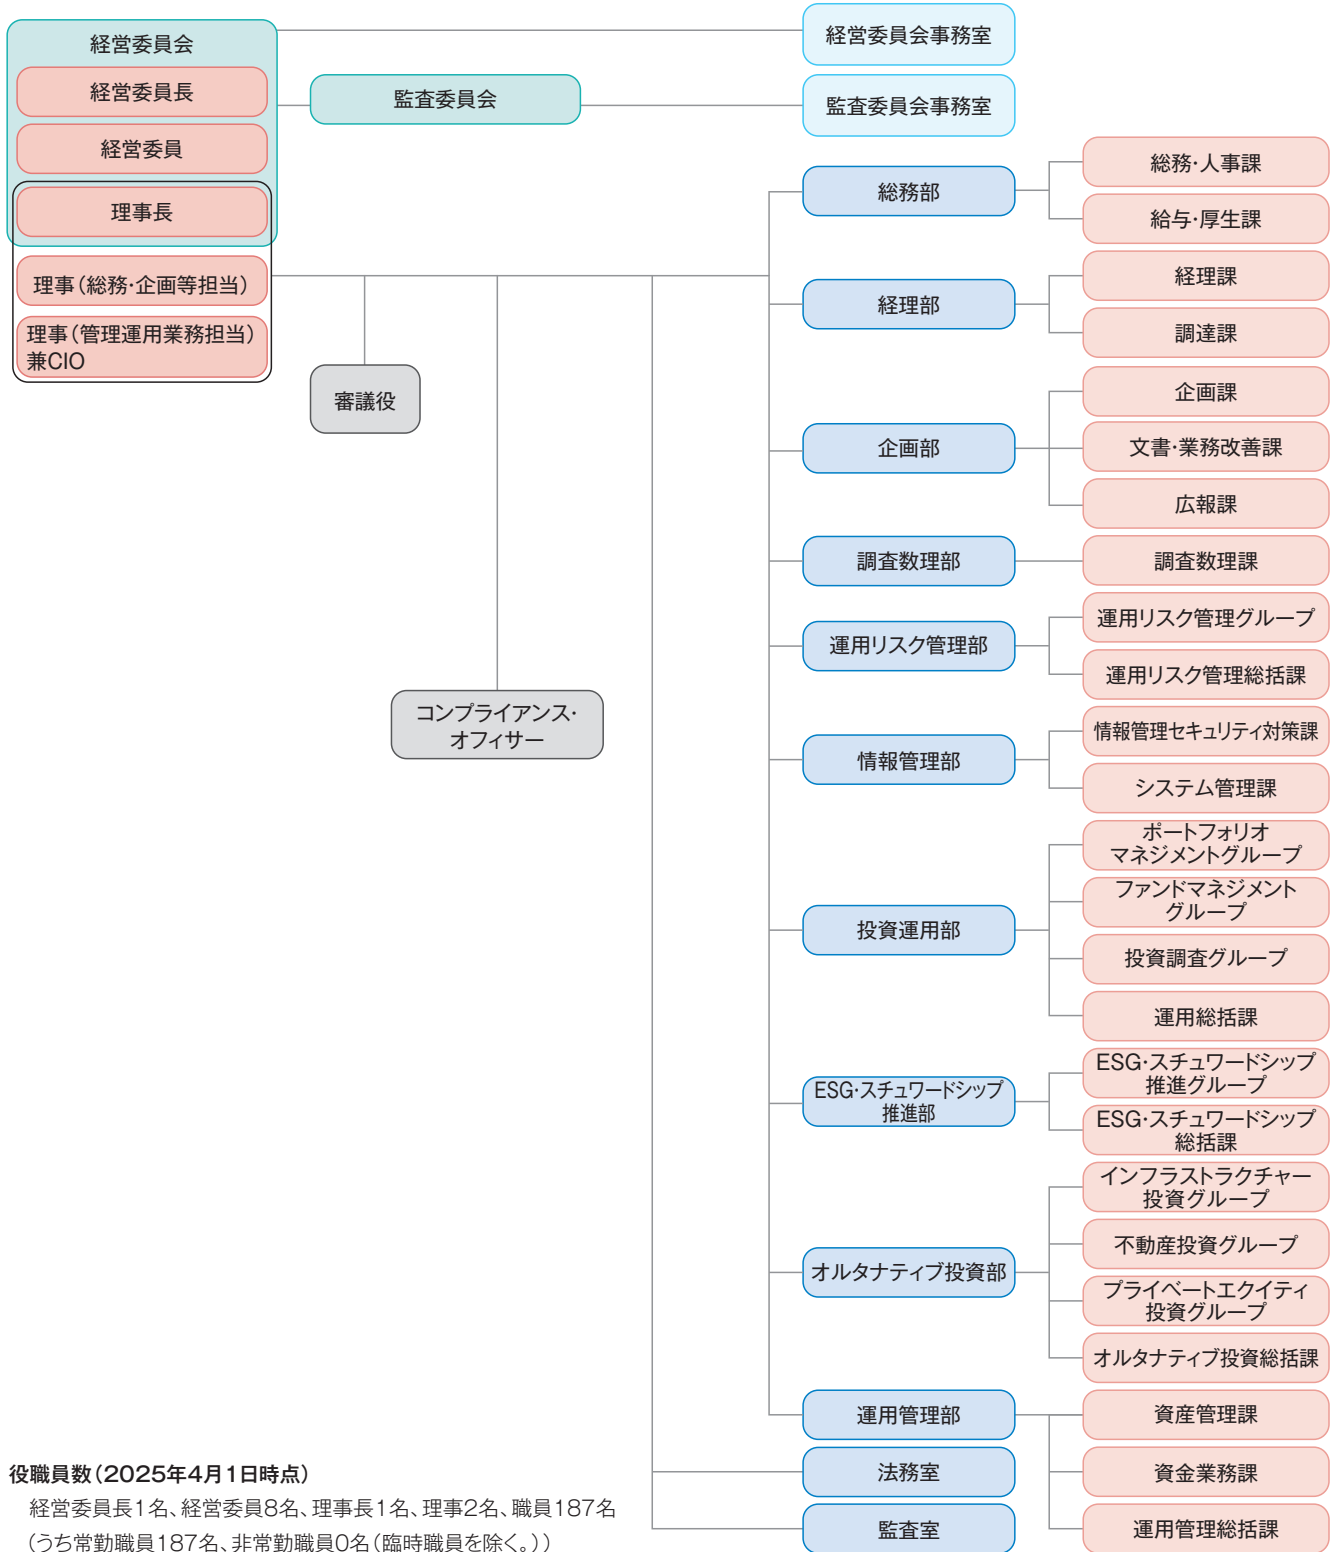 経営委員会
経営委員長
経営委員
理事長
理事（総務・企画等担当）
理事（管理運用業務担当）
兼CIO
監査委員会
経営委員会事務室
監査委員会事務室
審議役
コンプライアンス・
オフィサー
総務部
総務・人事課
給与・厚生課
経理部
経理課
調達課
企画部
企画課
文書・業務改善課
広報課
調査数理部
調査数理課
運用リスク管理部
運用リスク管理グループ
運用リスク管理総括課
情報管理部
情報管理セキュリティ対策課
システム管理課
投資運用部
ポートフォリオ
マネジメントグループ
ファンドマネジメント
グループ
投資調査グループ
運用総括課
ESG・スチュワードシップ
推進部
ESG・スチュワードシップ
推進グループ
ESG・スチュワードシップ
総括課
オルタナティブ投資部
インフラストラクチャー
投資グループ
不動産投資グループ
プライベートエクイティ
投資グループ
オルタナティブ投資総括課
運用管理部
資産管理課
資金業務課
運用管理総括課
法務室
監査室
役職員数（2025年4月1日時点）
経営委員長1名、経営委員8名、理事長1名、理事2名、職員187名
（うち常勤職員187名、非常勤職員0名（臨時職員を除く。））